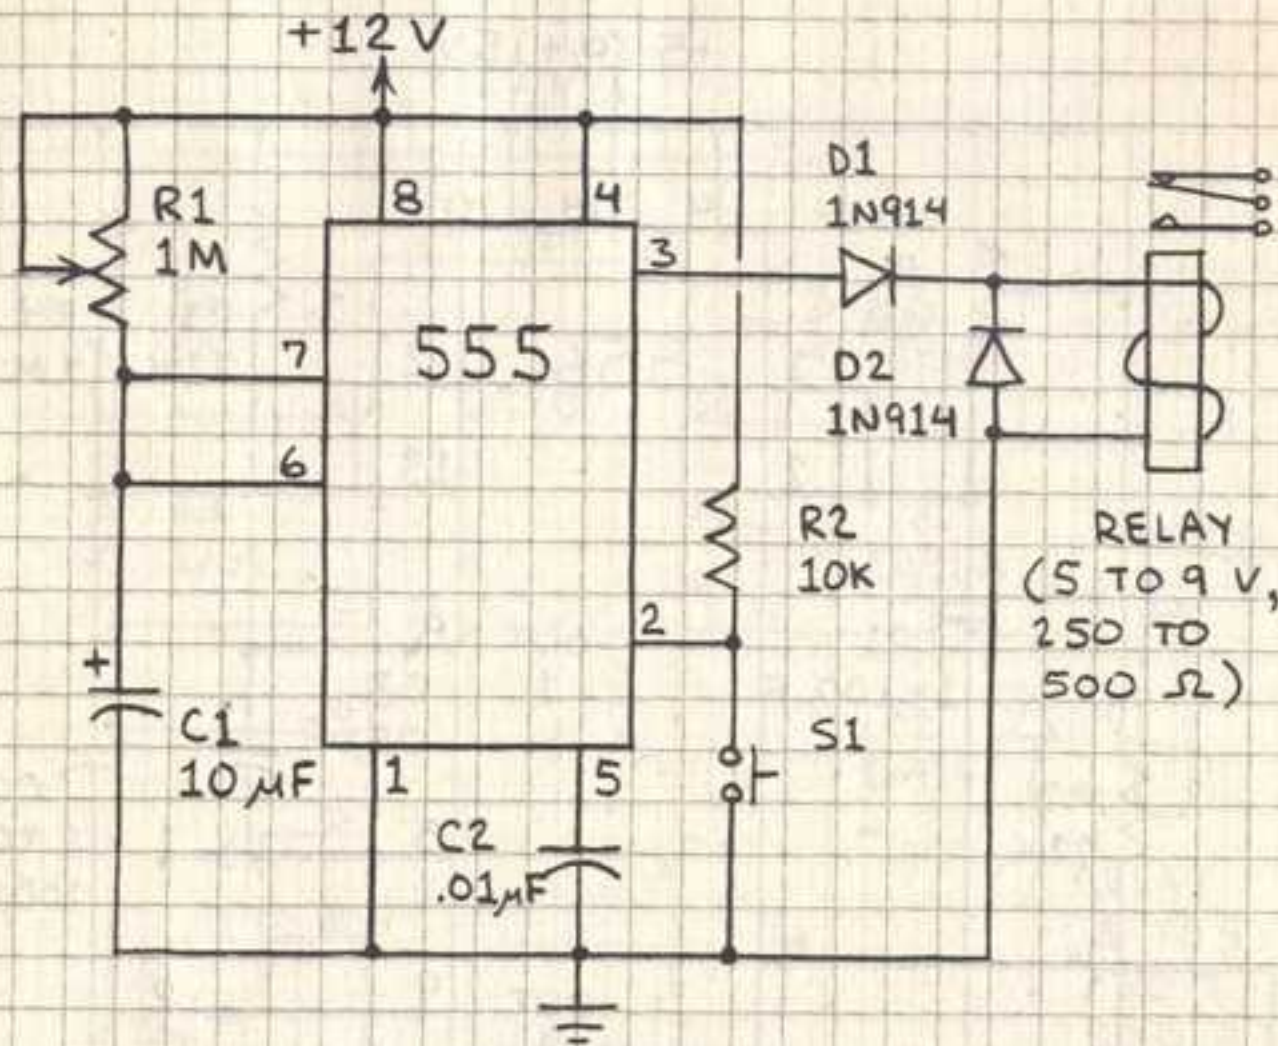 +12 V
R1
1M
8
4
3
D1
1N914
7
555
D2
1N914
6
R2
10K
RELAY
(5 TO 9 V,
250 TO
500 Ω)
2
+
C1
10 µF
1
5
S1
C2
.01µF